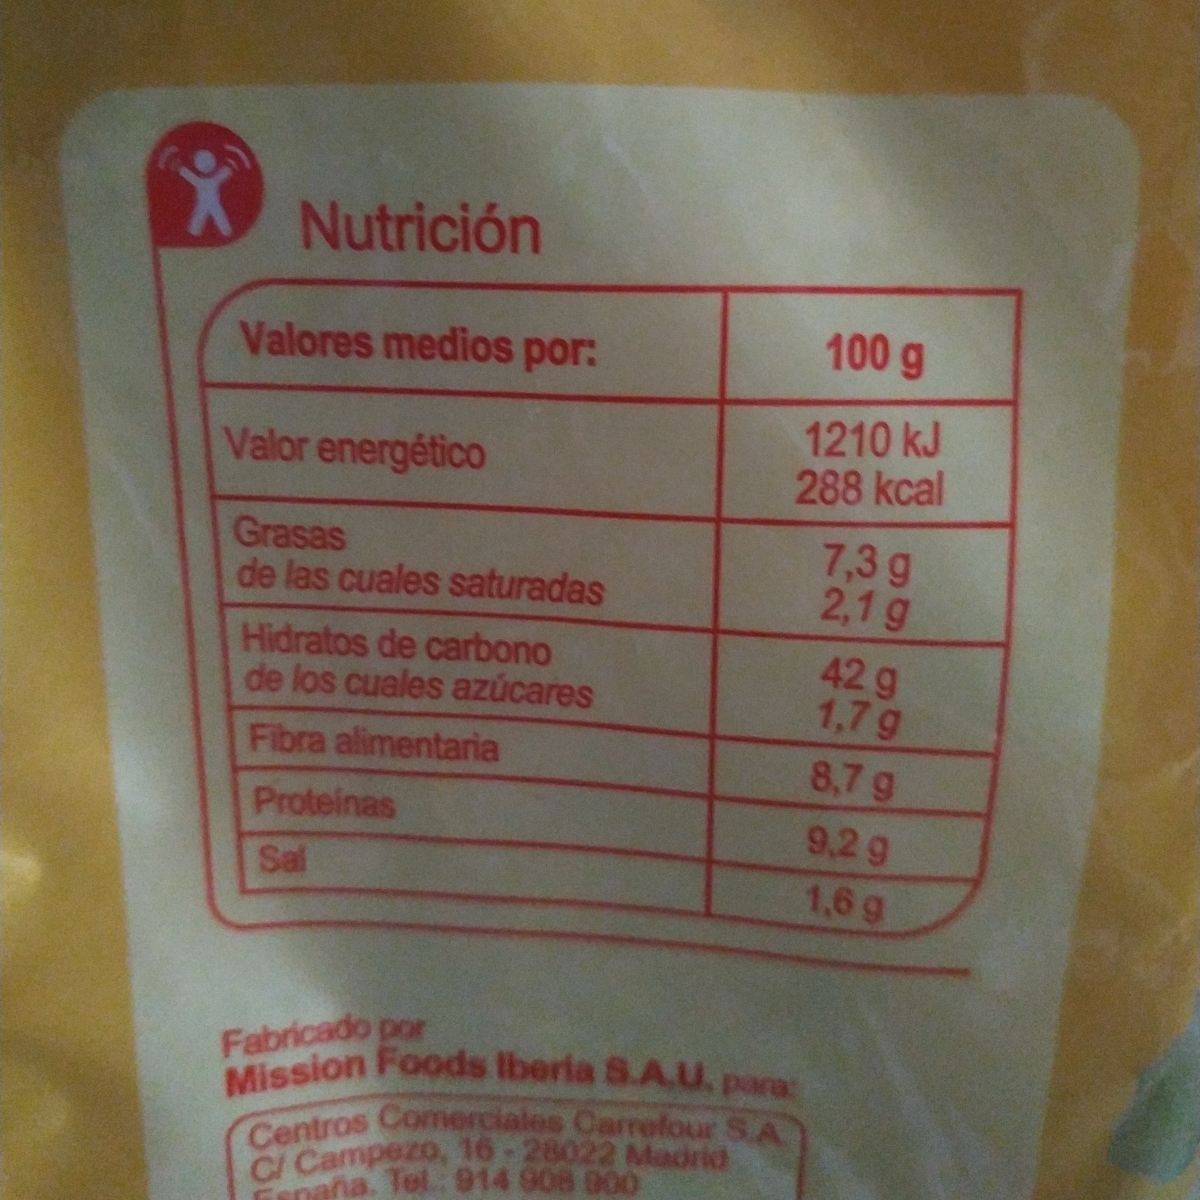 Nutrición
Valores medios por: 100 g
Valor energético 1210 kJ
288 kcal
Grasas 7,3 g
de las cuales saturadas 2,1 g
Hidratos de carbono 42 g
de los cuales azúcares 1,7 g
Fibra alimentaria 8,7 g
Proteínas 9,2 g
Sal 1,6 g
Fabricado por
Mission Foods Iberia S.A.U. para:
Centros Comerciales Carrefour S.A.
C/ Campezo, 16 - 28022 Madrid
España. Tel.: 914 908 900